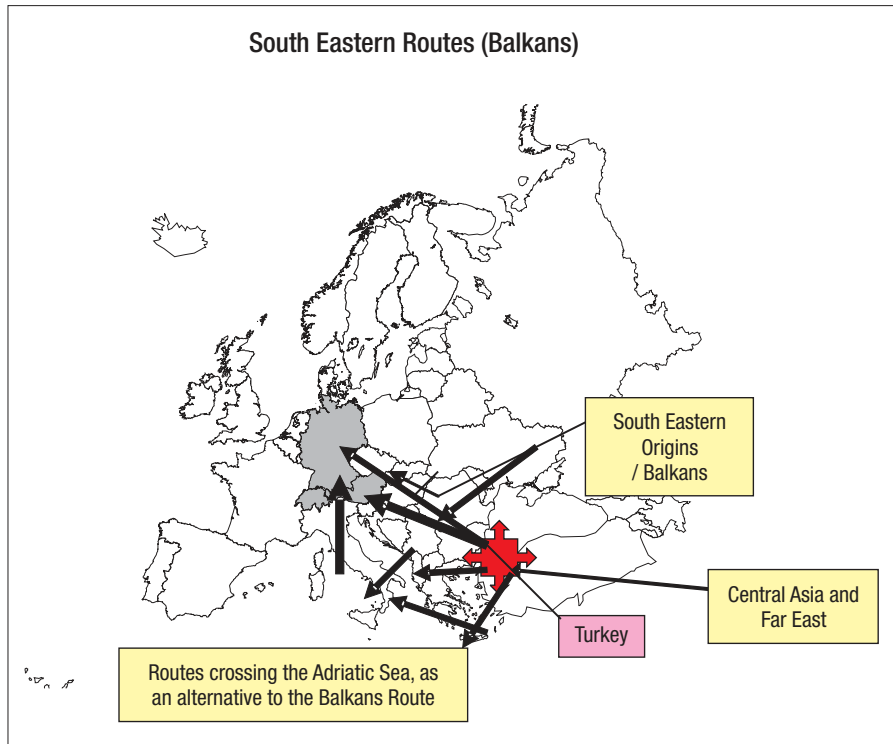 South Eastern Routes (Balkans)
South Eastern
Origins
/ Balkans
Central Asia and
Far East
Turkey
Routes crossing the Adriatic Sea, as
an alternative to the Balkans Route